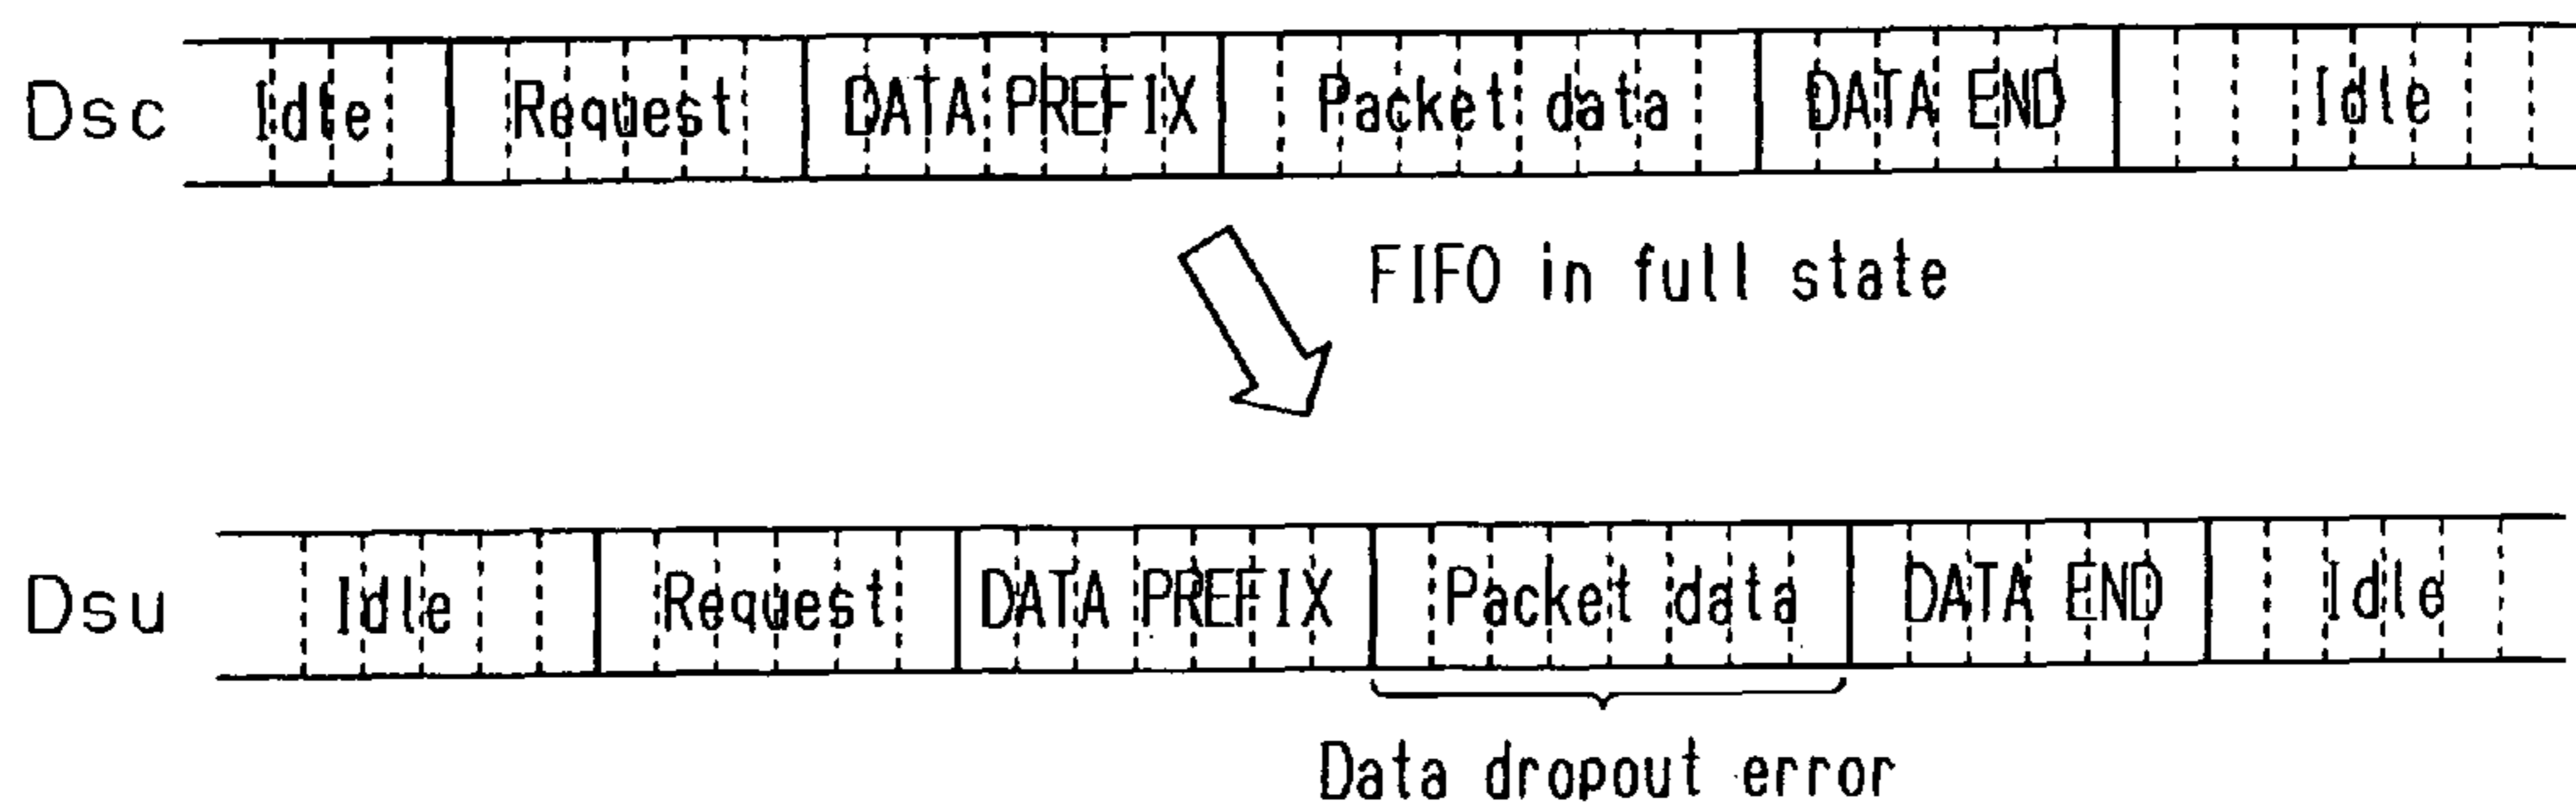 Dsc Idle Request DATA PREFIX Packet data DATA END Idle
FIFO in full state
Dsu Idle Request DATA PREFIX Packet data DATA END Idle
Data dropout error